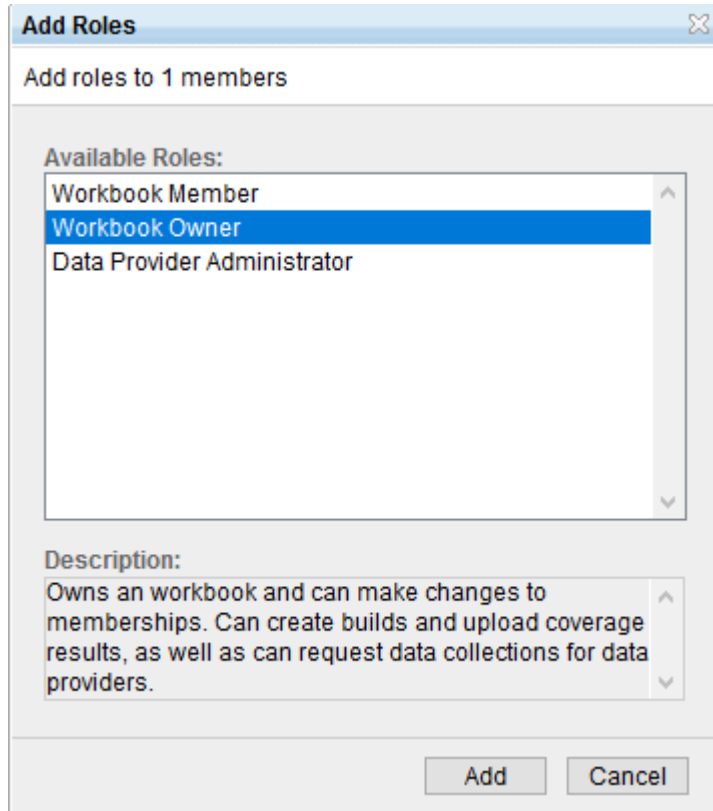 Add Roles
Add roles to 1 members
Available Roles:
Workbook Member
Workbook Owner
Data Provider Administrator
Description:
Owns an workbook and can make changes to
memberships. Can create builds and upload coverage
results, as well as can request data collections for data
providers.
Add Cancel